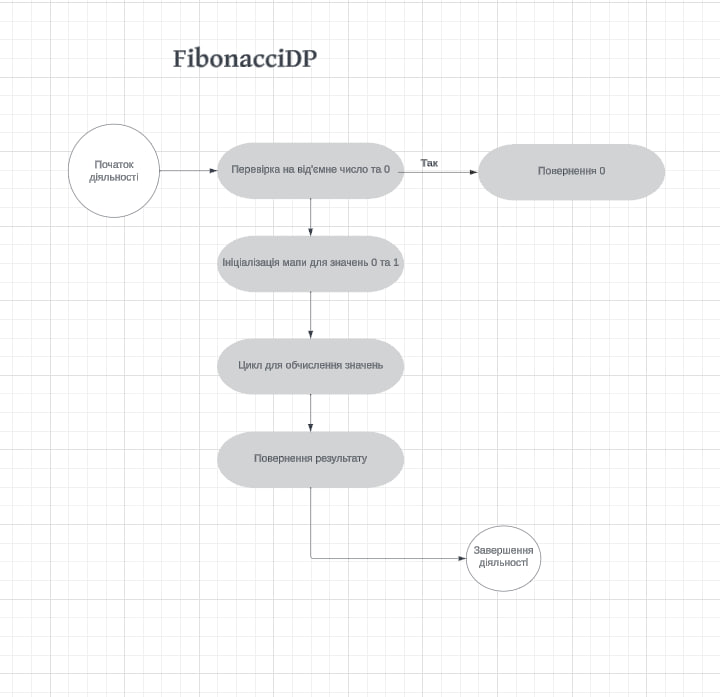 FibonacciDP
Початок
діяльності
Перевірка на від'ємне число та 0
Так
Повернення 0
Ініціалізація мапи для значень 0 та 1
Цикл для обчислення значень
Повернення результату
Завершення
діяльності